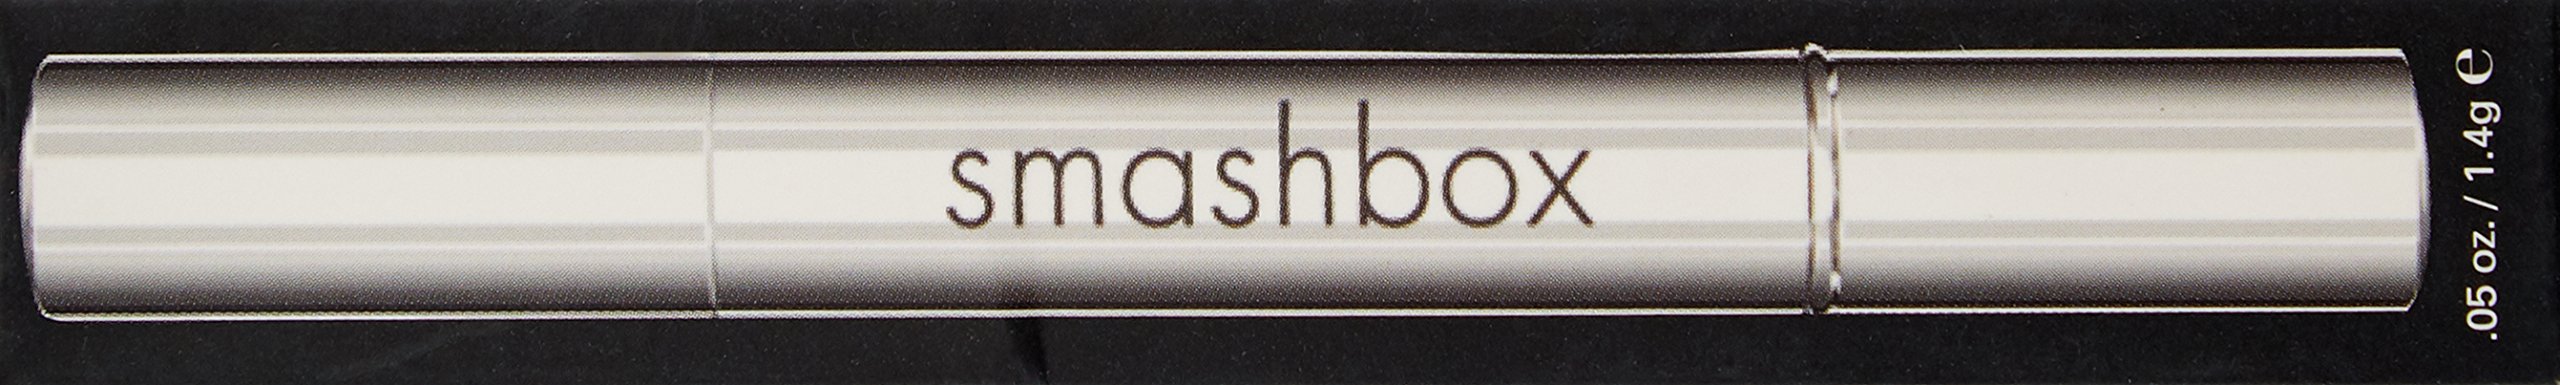 smashbox
.05 oz. / 1.4g ℮